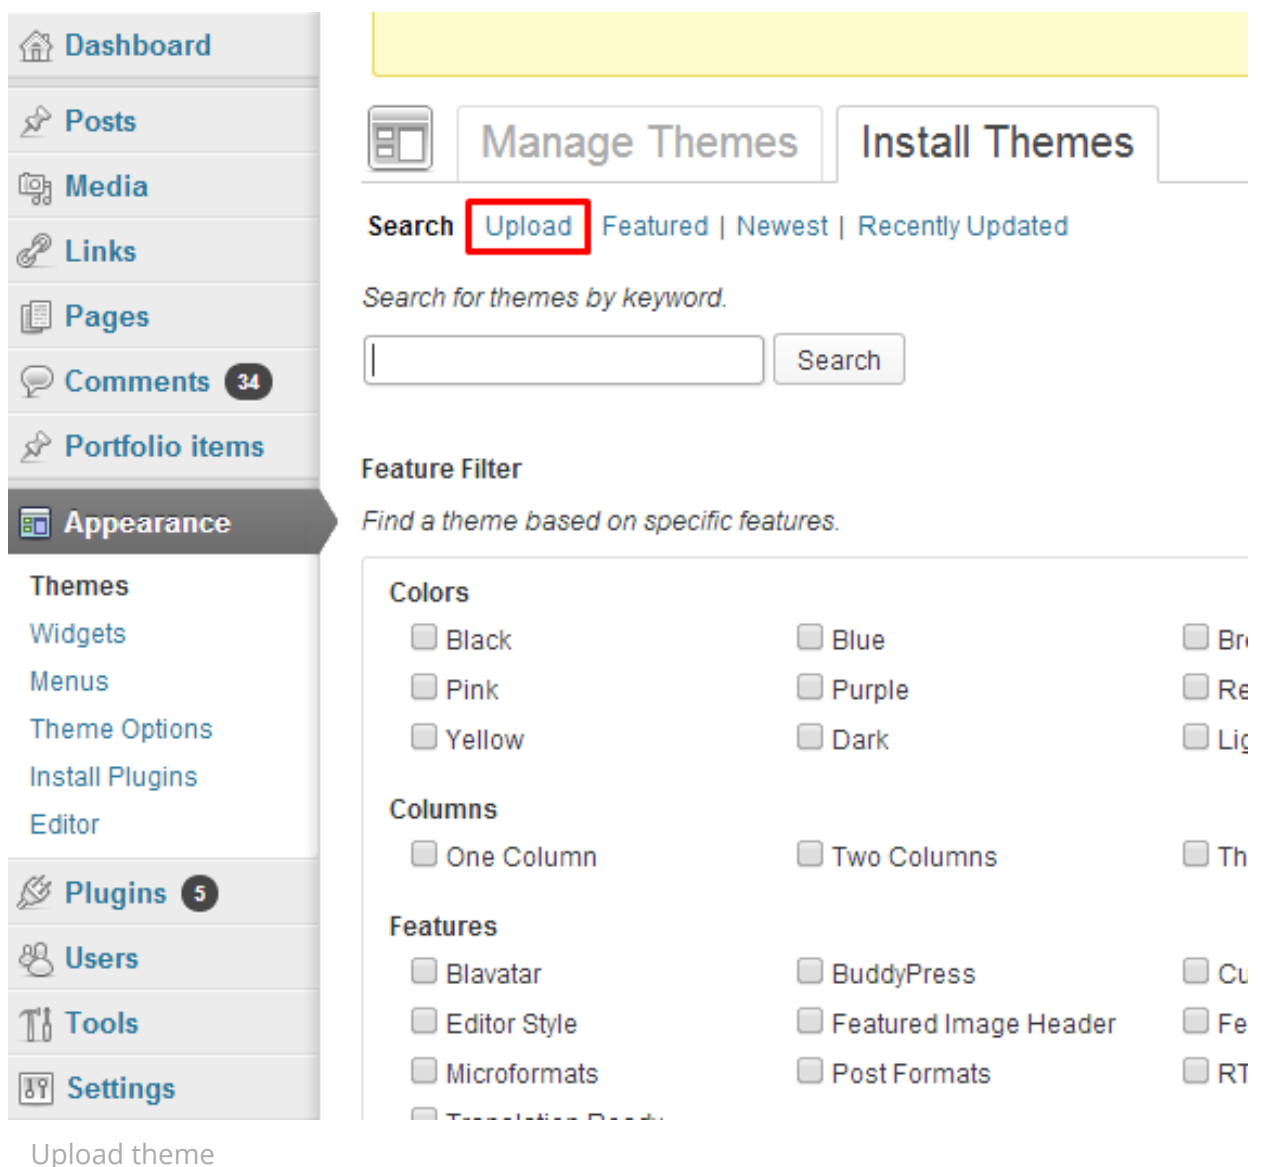 Dashboard
Posts
Media
Links
Pages
Comments 34
Portfolio items
Appearance
Themes
Widgets
Menus
Theme Options
Install Plugins
Editor
Plugins 5
Users
Tools
Settings
Manage Themes Install Themes
Search Upload Featured | Newest | Recently Updated
Search for themes by keyword.
Search
Feature Filter
Find a theme based on specific features.
Colors
Black Blue
Pink Purple
Yellow Dark
Columns
One Column Two Columns
Features
Blavatar BuddyPress
Editor Style Featured Image Header
Microformats Post Formats
Translation Ready
Upload theme